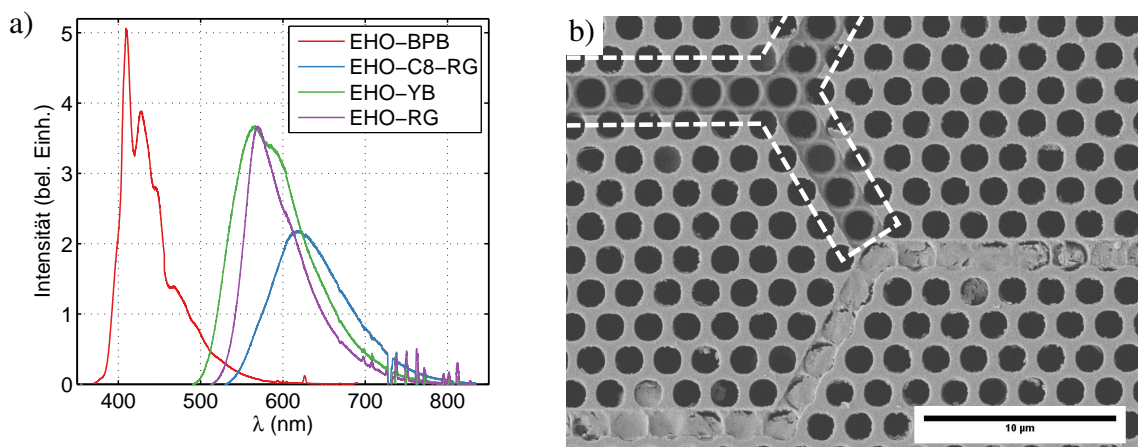 a)
Intensität (bel. Einh.)
5
4
3
2
1
0
400 500 600 700 800
λ (nm)
EHO-BPB
EHO-C8-RG
EHO-YB
EHO-RG
b)
10 µm